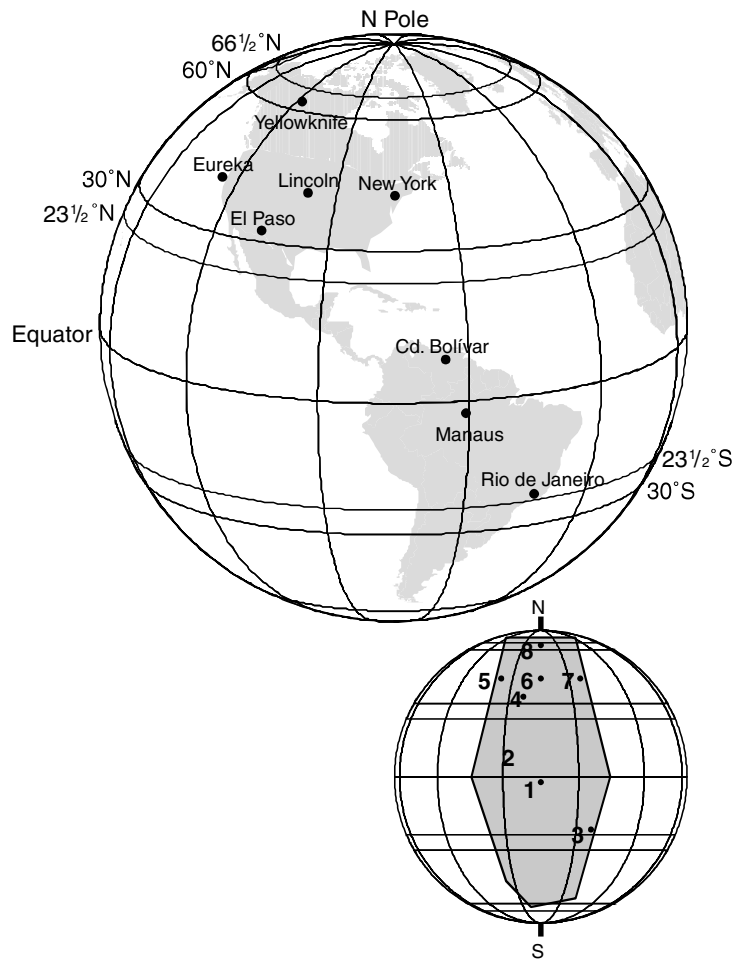 N Pole
66½°N
60°N
Yellowknife
Eureka
Lincoln
New York
30°N
El Paso
23½°N
Equator
Cd. Bolívar
Manaus
23½°S
Rio de Janeiro
30°S
N
8
5 6 7
4
2
1
3
S